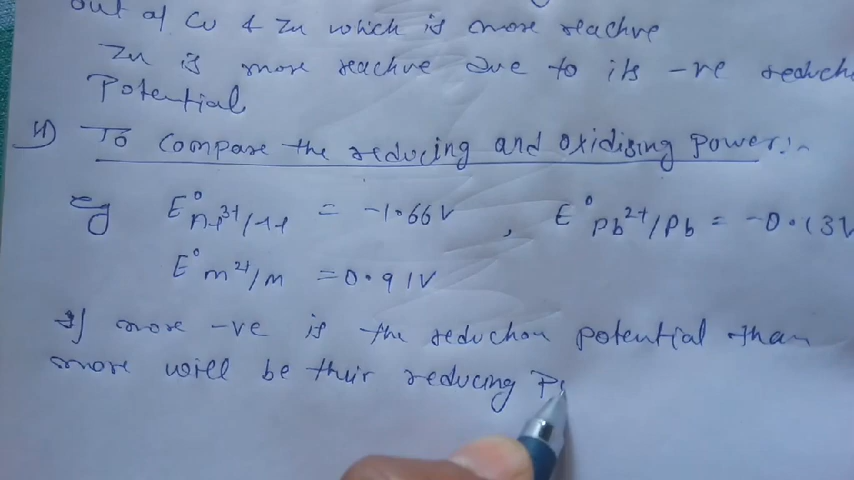 out of Cu & Zn which is more reactive
Zn is more reactive due to its -ve reduch
Potential
4) To compare the reducing and oxidising power:-
eg E° Al3+/Al = -1.66V , E° Pb2+/Pb = -0.13V
E° m2+/m = 0.91V
If more -ve is the reduction potential than
more will be their reducing P